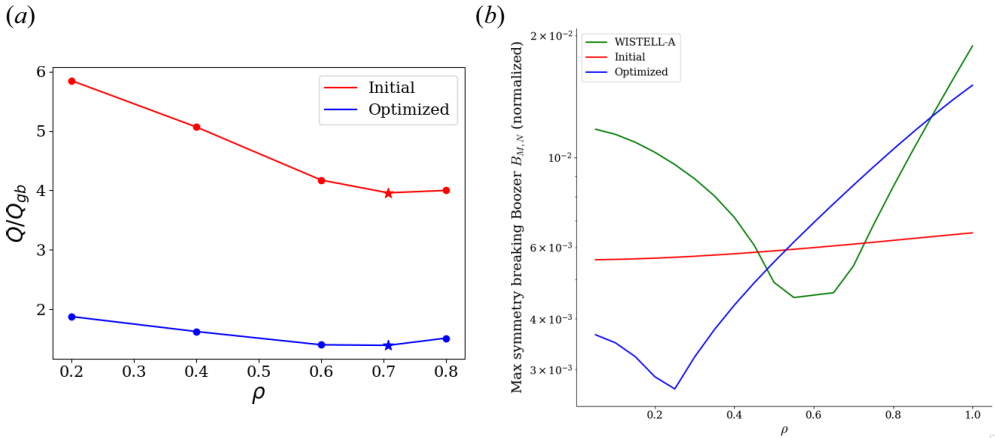 (a)
Q/Q_gb
6
5
4
3
2
0.2 0.3 0.4 0.5 0.6 0.7 0.8
ρ
Initial
Optimized
(b)
Max symmetry breaking Boozer B_{M,N} (normalized)
2 × 10⁻²
10⁻²
6 × 10⁻³
4 × 10⁻³
3 × 10⁻³
0.2 0.4 0.6 0.8 1.0
ρ
WISTELL-A
Initial
Optimized